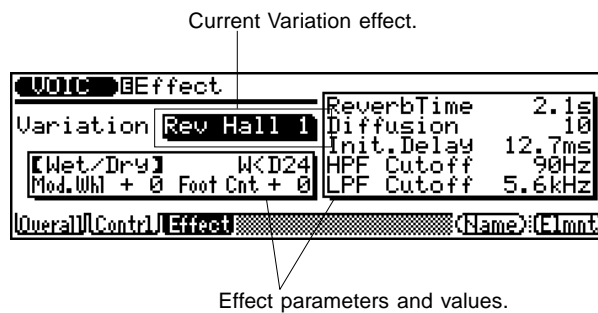 Current Variation effect.
VOIC EEffect
Variation Rev Hall 1
[Wet/Dry] W<D24
Mod.Whl + 0 Foot Cnt + 0
ReverbTime 2.1s
Diffusion 10
Init.Delay 12.7ms
HPF Cutoff 90Hz
LPF Cutoff 5.6kHz
Overall Contrl Effect (Name) (Elmnt
Effect parameters and values.